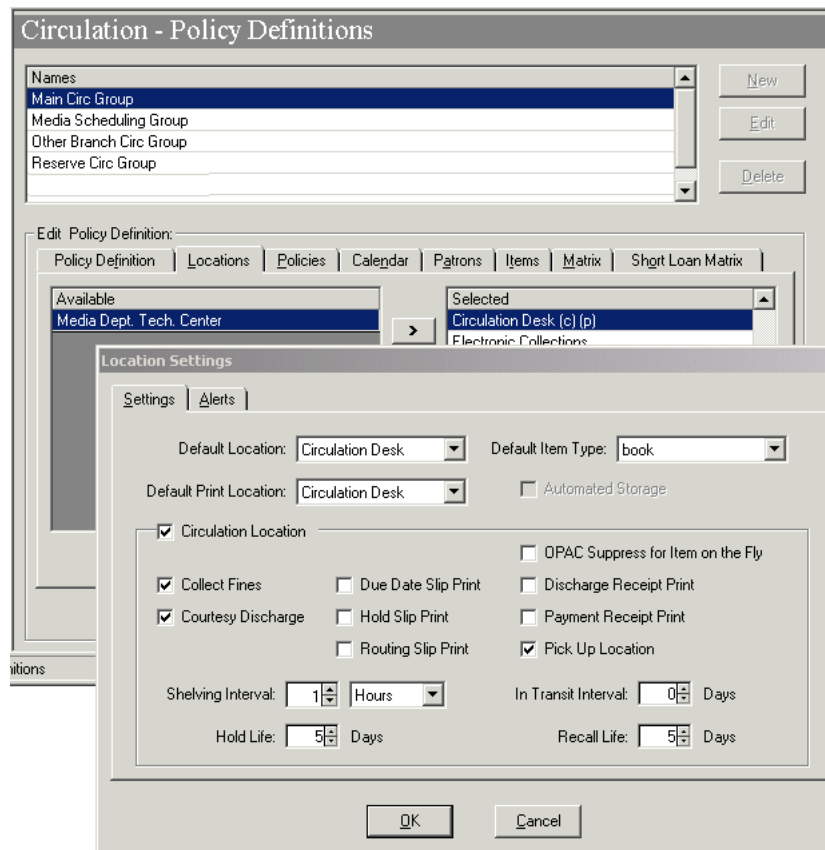 Circulation - Policy Definitions
Names
New
Main Circ Group
Media Scheduling Group
Edit
Other Branch Circ Group
Reserve Circ Group
Delete
Edit Policy Definition:
Policy Definition Locations Policies Calendar Patrons Items Matrix Short Loan Matrix
Available Selected
Media Dept. Tech. Center > Circulation Desk (c) (p)
Electronic Collections
Location Settings
Settings Alerts
Default Location: Circulation Desk Default Item Type: book
Default Print Location: Circulation Desk Automated Storage
Circulation Location
OPAC Suppress for Item on the Fly
Collect Fines Due Date Slip Print Discharge Receipt Print
Courtesy Discharge Hold Slip Print Payment Receipt Print
Routing Slip Print Pick Up Location
nitions
Shelving Interval: 1 Hours In Transit Interval: 0 Days
Hold Life: 5 Days Recall Life: 5 Days
OK Cancel